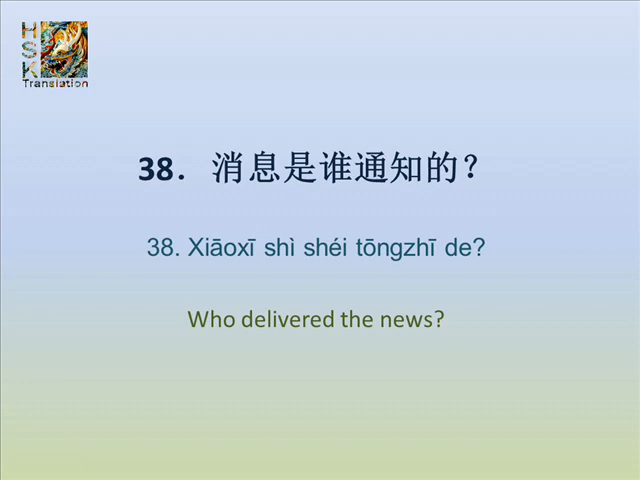 HSK
Translation
38. 消息是谁通知的？
38. Xiāoxī shì shéi tōngzhī de?
Who delivered the news?